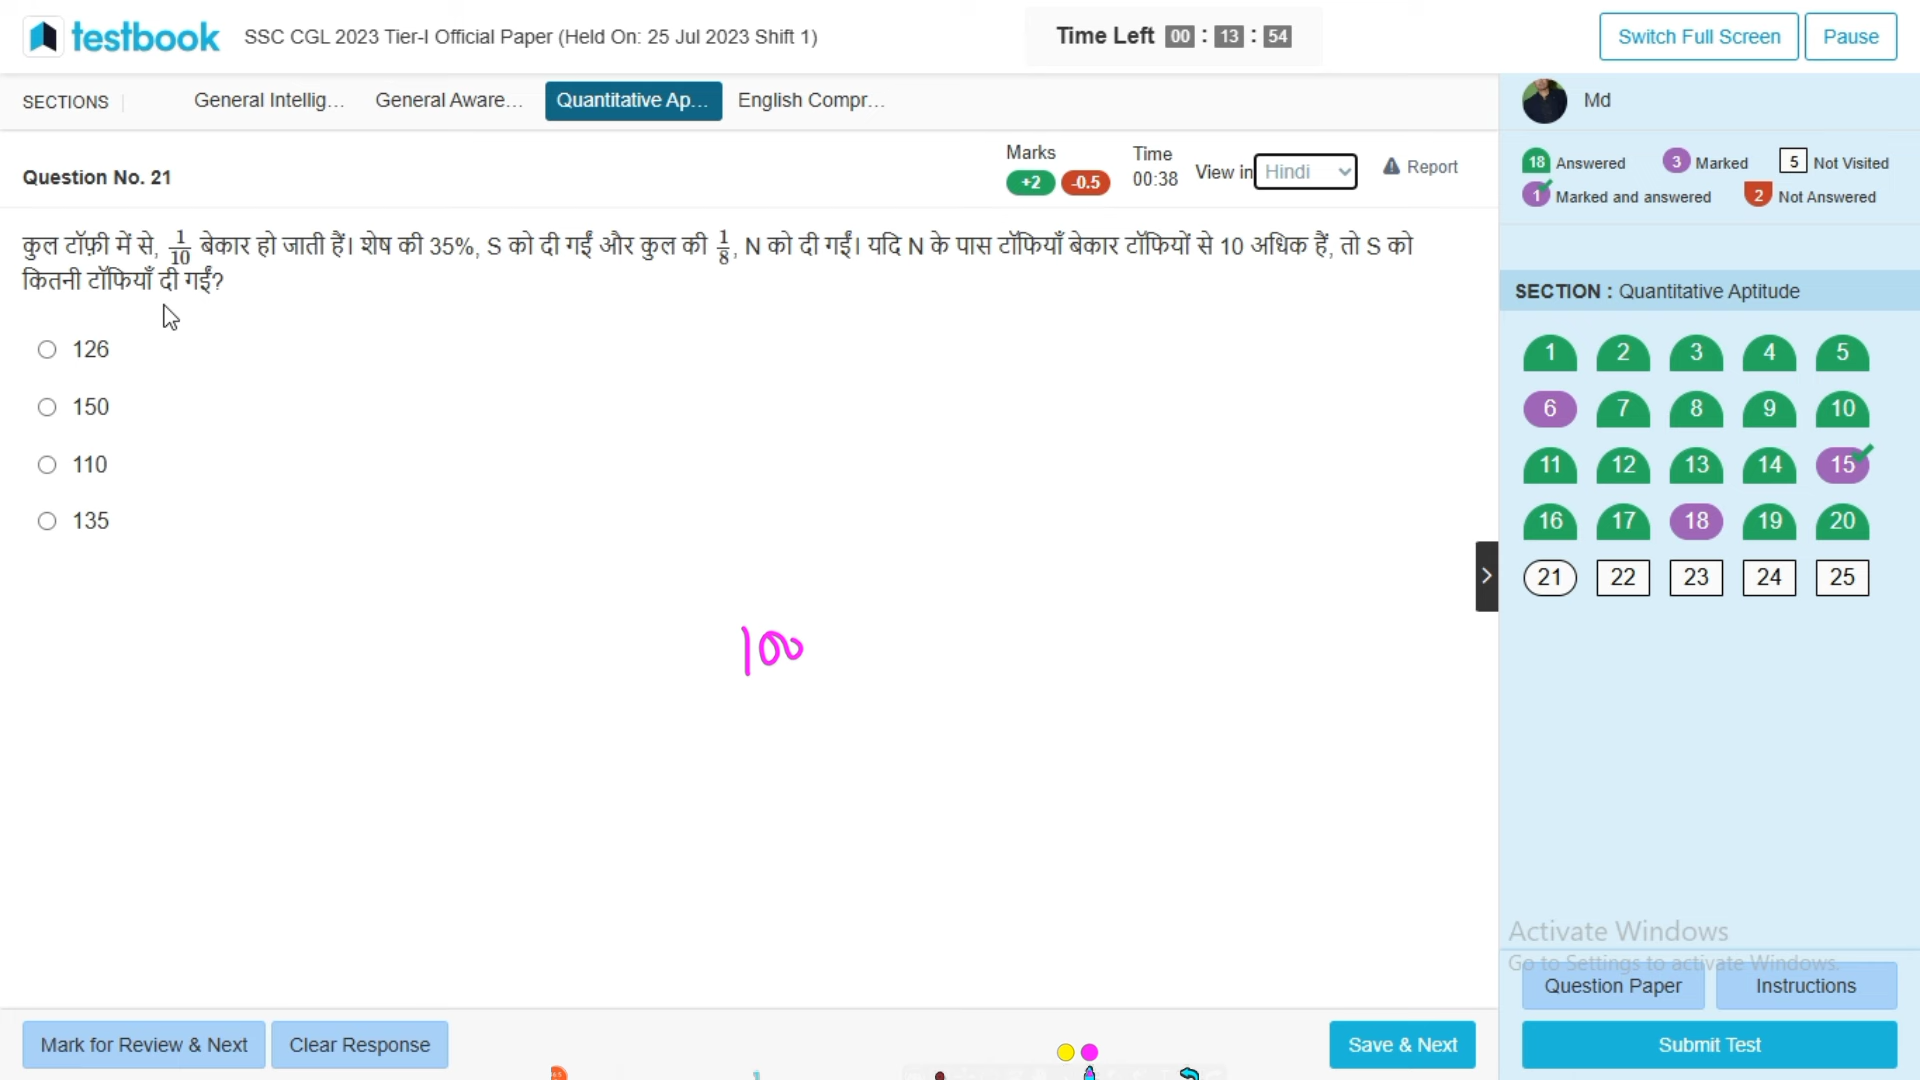 testbook SSC CGL 2023 Tier-I Official Paper (Held On: 25 Jul 2023 Shift 1) Time Left 00 : 13 : 54 Switch Full Screen Pause
SECTIONS General Intellig... General Aware... Quantitative Ap... English Compr... Md
Question No. 21 Marks +2 -0.5 Time 00:38 View in Hindi Report
18 Answered 3 Marked 5 Not Visited
1 Marked and answered 2 Not Answered
कुल टॉफ़ी में से, 1/10 बेकार हो जाती हैं। शेष की 35%, S को दी गईं और कुल की 1/8, N को दी गईं। यदि N के पास टॉफियाँ बेकार टॉफियों से 10 अधिक हैं, तो S को
कितनी टॉफियाँ दी गईं?
126
150
110
135
100
SECTION : Quantitative Aptitude
1 2 3 4 5
6 7 8 9 10
11 12 13 14 15
16 17 18 19 20
21 22 23 24 25
Activate Windows
Go to Settings to activate Windows.
Question Paper Instructions
Mark for Review & Next Clear Response Save & Next Submit Test